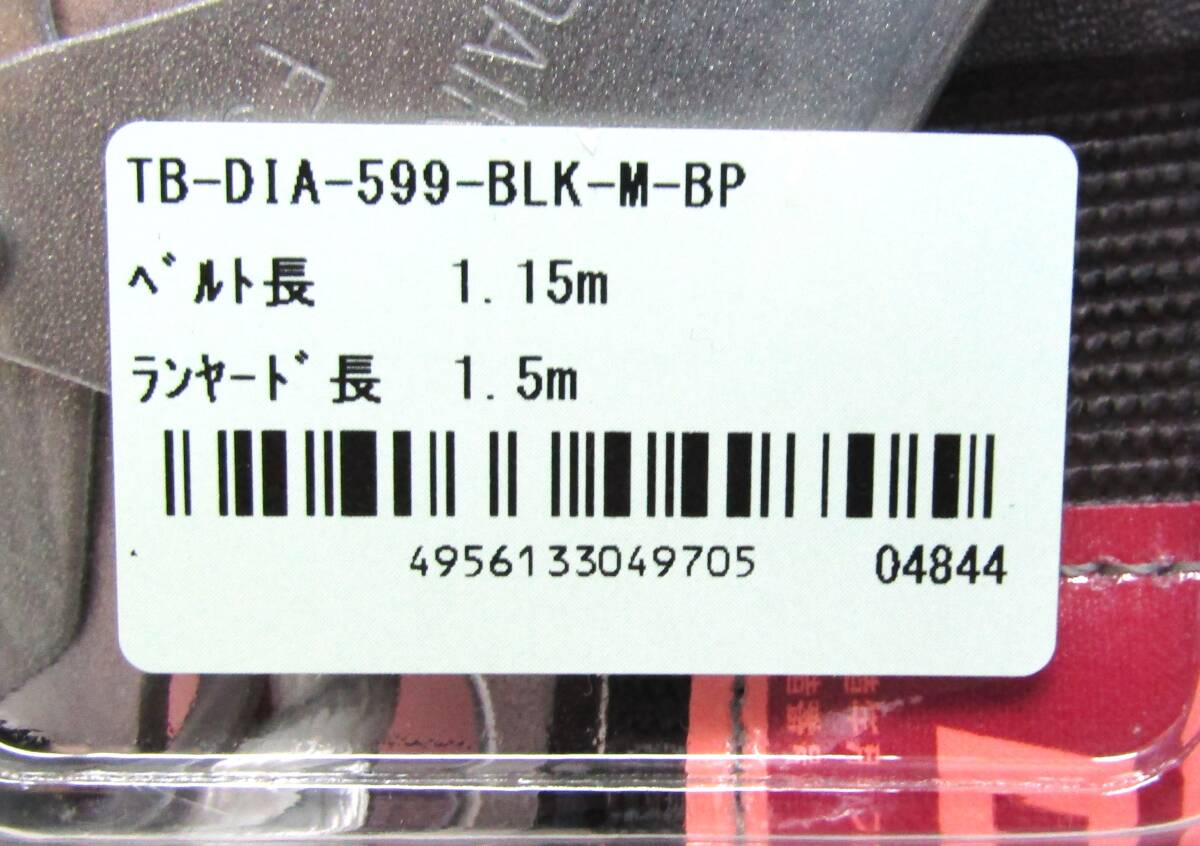 TB-DIA-599-BLK-M-BP
ﾍﾞﾙﾄ長 1.15m
ﾗﾝﾔｰﾄﾞ長 1.5m
4956133049705 04844